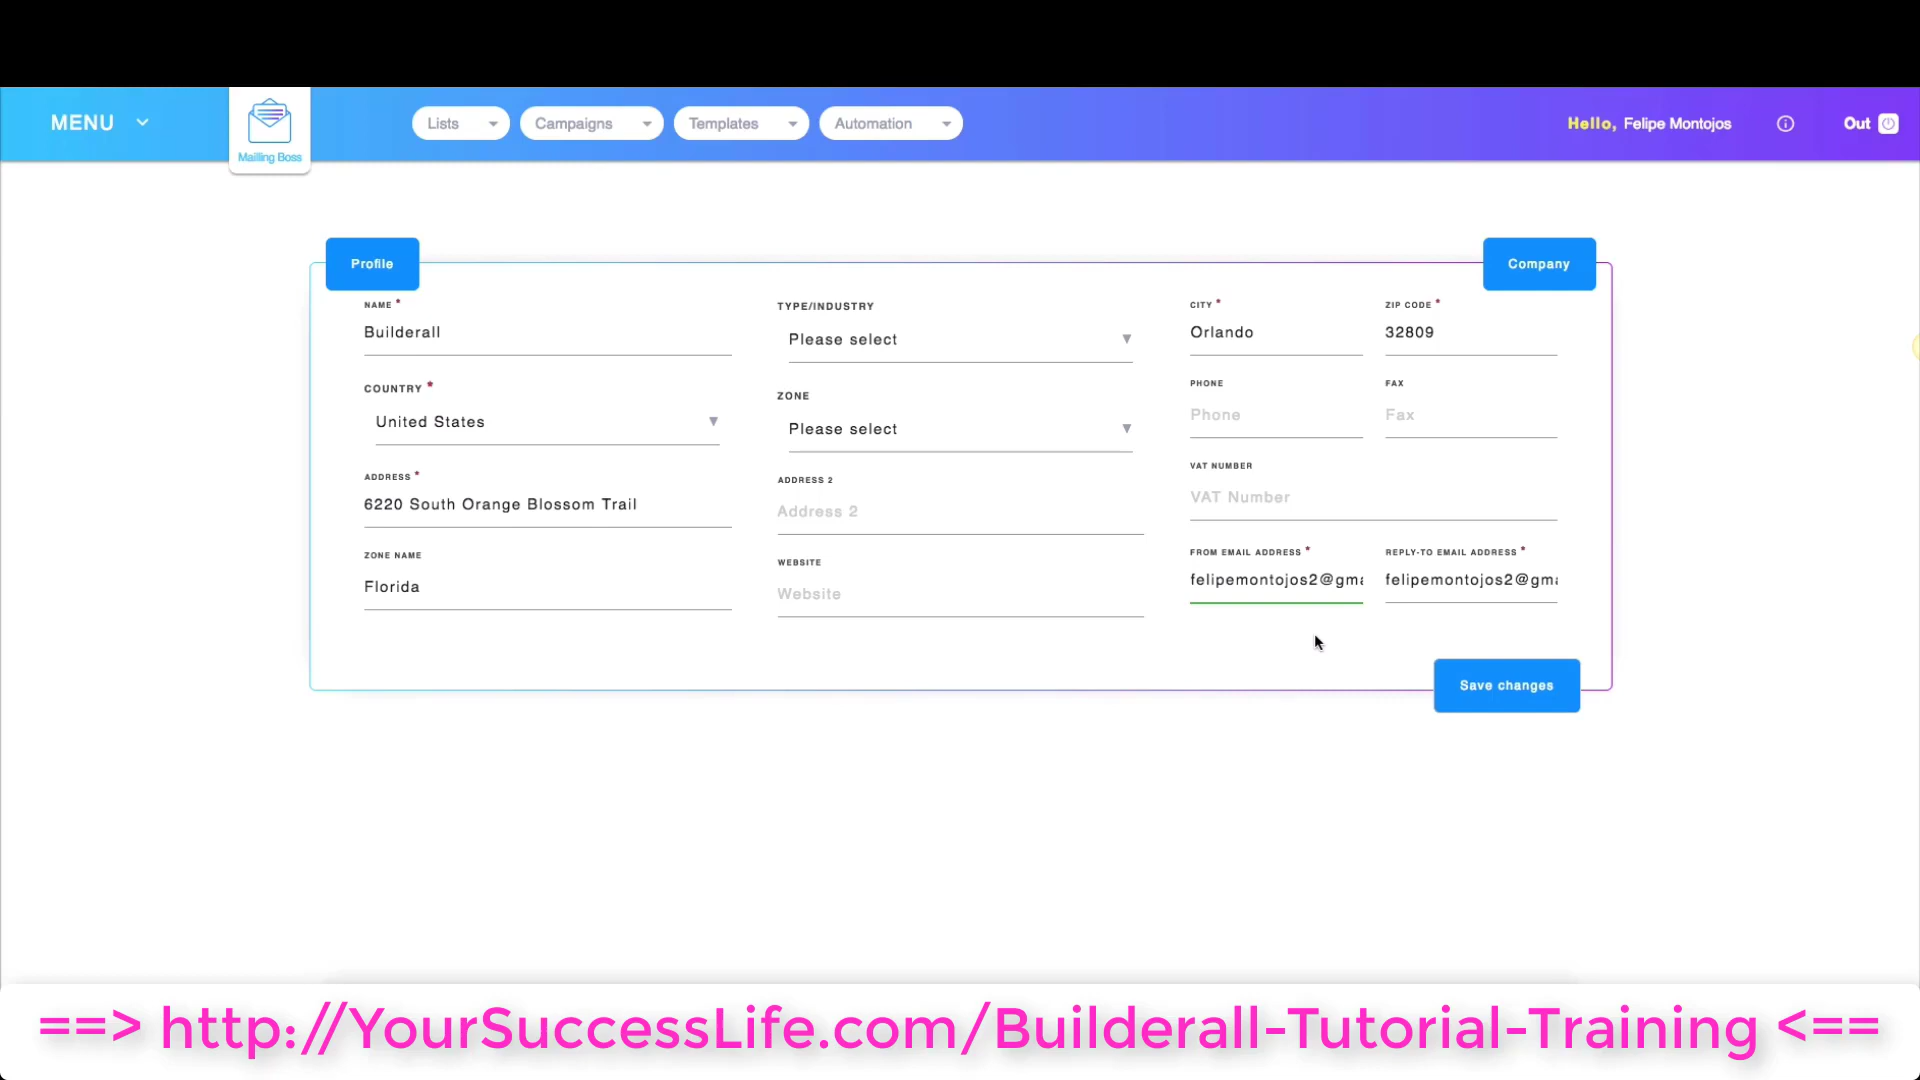 MENU
Mailling Boss
Lists
Campaigns
Templates
Automation
Hello, Felipe Montojos
Out
Profile
Company
NAME *
Builderall
COUNTRY *
United States
ADDRESS *
6220 South Orange Blossom Trail
ZONE NAME
Florida
TYPE/INDUSTRY
Please select
ZONE
Please select
ADDRESS 2
Address 2
WEBSITE
Website
CITY *
Orlando
ZIP CODE *
32809
PHONE
Phone
FAX
Fax
VAT NUMBER
VAT Number
FROM EMAIL ADDRESS *
felipemontojos2@gma
REPLY-TO EMAIL ADDRESS *
felipemontojos2@gma
Save changes
==> http://YourSuccessLife.com/Builderall-Tutorial-Training <==